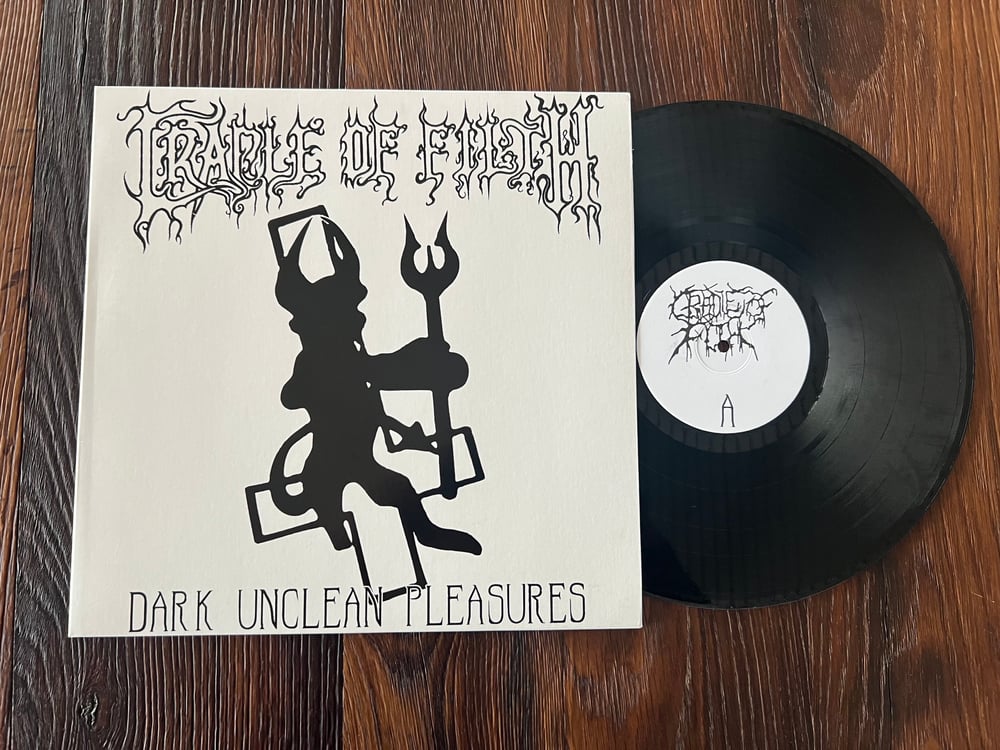 CRADLE OF FILTH
DARK UNCLEAN PLEASURES
CRADLE OF
FILTH
A